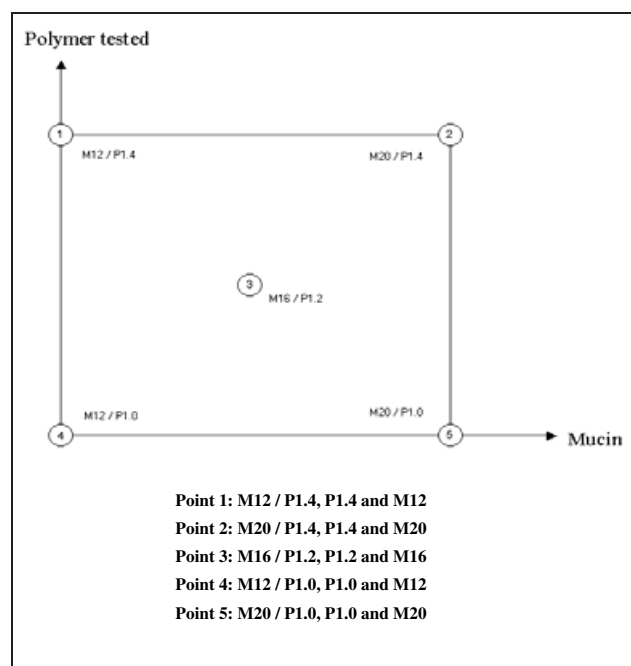 Polymer tested
1
2
M12 / P1.4
M20 / P1.4
3
M16 / P1.2
M12 / P1.0
M20 / P1.0
4
5
Mucin
Point 1: M12 / P1.4, P1.4 and M12
Point 2: M20 / P1.4, P1.4 and M20
Point 3: M16 / P1.2, P1.2 and M16
Point 4: M12 / P1.0, P1.0 and M12
Point 5: M20 / P1.0, P1.0 and M20